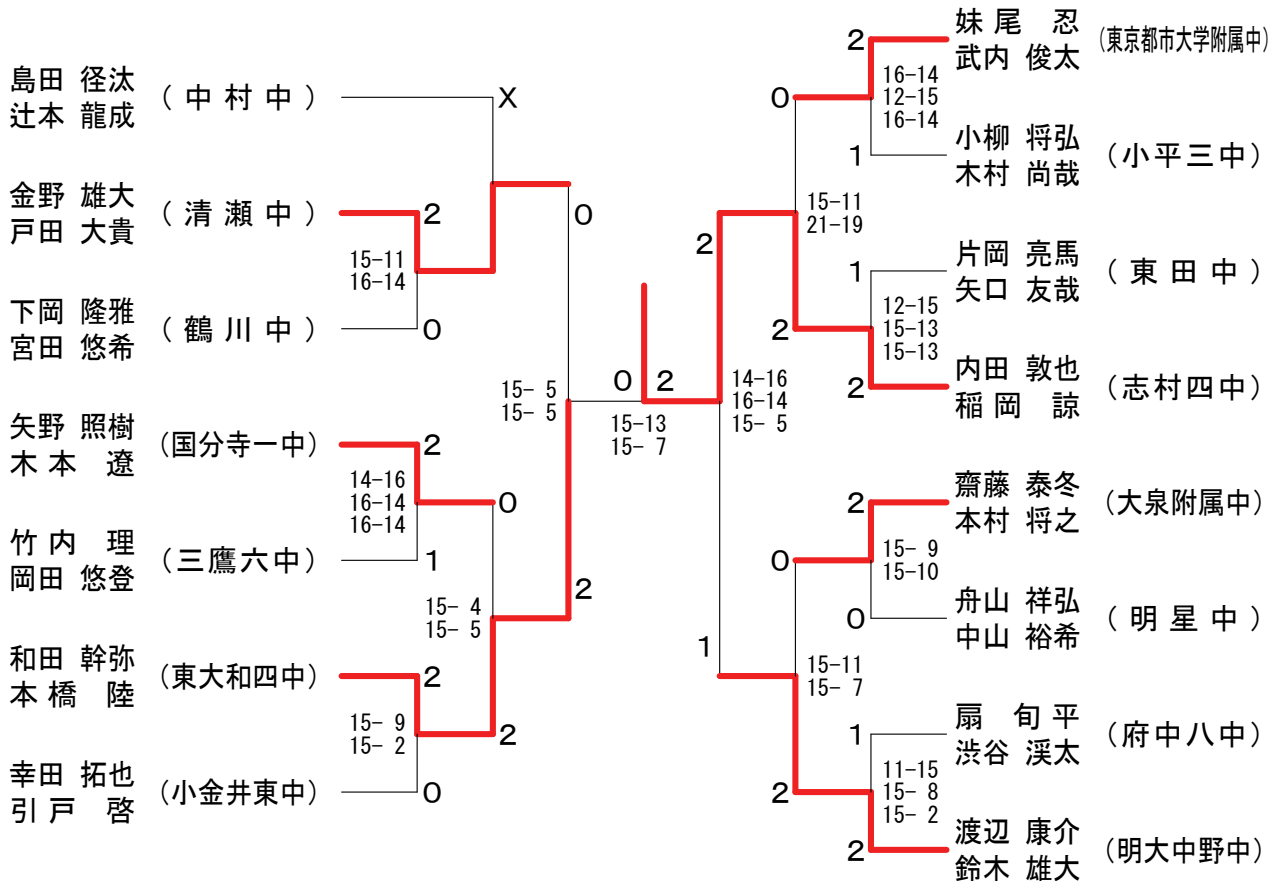 島田 径汰
辻本 龍成
(中村中)
X
金野 雄大
戸田 大貴
(清瀬中)
2
15-11
16-14
下岡 隆雅
宮田 悠希
(鶴川中)
0
0
矢野 照樹
木本 遼
(国分寺一中)
2
14-16
16-14
16-14
0
竹内 理
岡田 悠登
(三鷹六中)
1
15- 4
15- 5
和田 幹弥
本橋 陸
(東大和四中)
2
15- 9
15- 2
2
幸田 拓也
引戸 啓
(小金井東中)
0
15- 5
15- 5
2
0
2
15-13
15- 7
妹尾 忍
武内 俊太
(東京都市大学附属中)
2
16-14
12-15
16-14
0
小柳 将弘
木村 尚哉
(小平三中)
1
15-11
21-19
2
片岡 亮馬
矢口 友哉
(東田中)
1
12-15
15-13
15-13
2
内田 敦也
稲岡 諒
(志村四中)
2
14-16
16-14
15- 5
齋藤 泰冬
本村 将之
(大泉附属中)
2
15- 9
15-10
0
舟山 祥弘
中山 裕希
(明星中)
0
1
15-11
15- 7
扇 旬平
渋谷 渓太
(府中八中)
1
11-15
15- 8
15- 2
2
渡辺 康介
鈴木 雄大
(明大中野中)
2